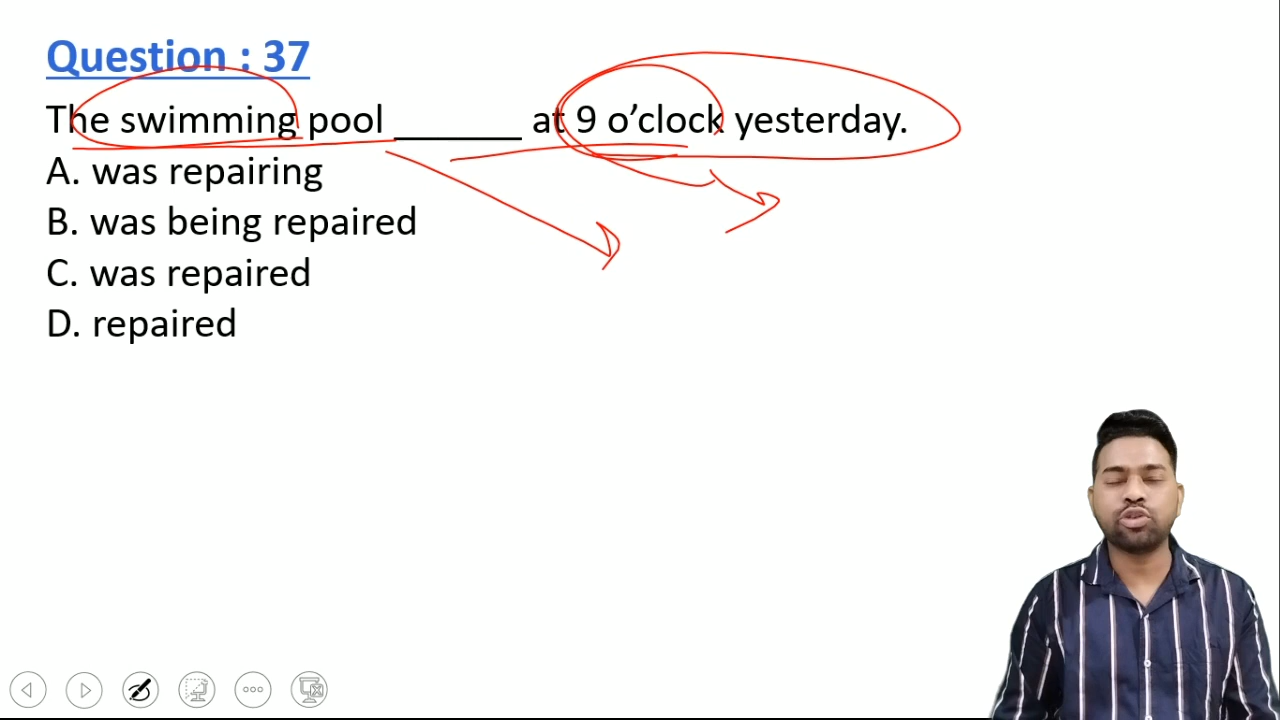 Question : 37
The swimming pool _______ at 9 o’clock yesterday.
A. was repairing
B. was being repaired
C. was repaired
D. repaired